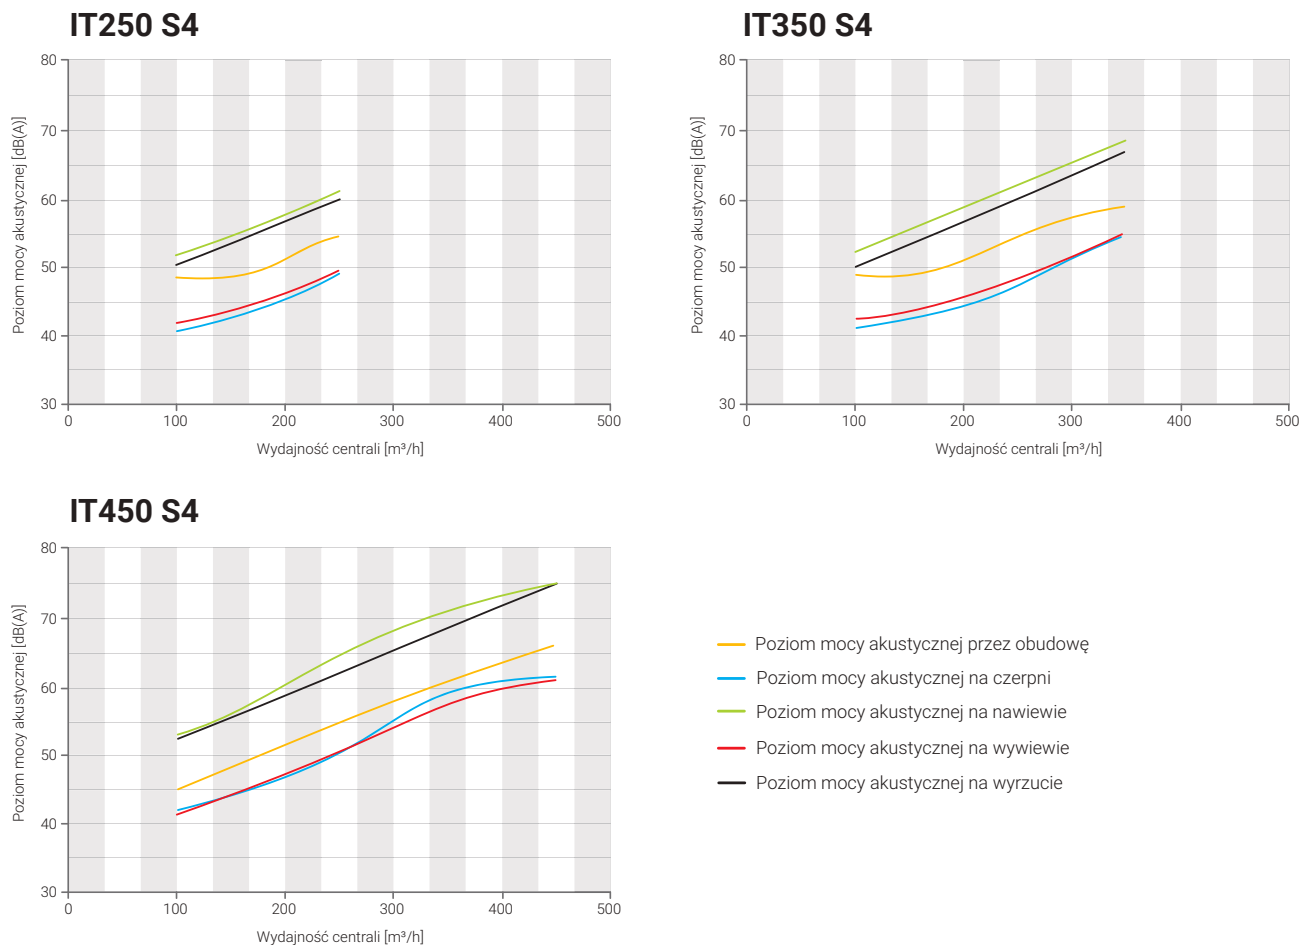 IT250 S4
80
70
60
50
40
30
0 100 200 300 400 500
Poziom mocy akustycznej [dB(A)]
Wydajność centrali [m³/h]
IT350 S4
80
70
60
50
40
30
0 100 200 300 400 500
Poziom mocy akustycznej [dB(A)]
Wydajność centrali [m³/h]
IT450 S4
80
70
60
50
40
30
0 100 200 300 400 500
Poziom mocy akustycznej [dB(A)]
Wydajność centrali [m³/h]
Poziom mocy akustycznej przez obudowę
Poziom mocy akustycznej na czerpni
Poziom mocy akustycznej na nawiewie
Poziom mocy akustycznej na wywiewie
Poziom mocy akustycznej na wyrzucie